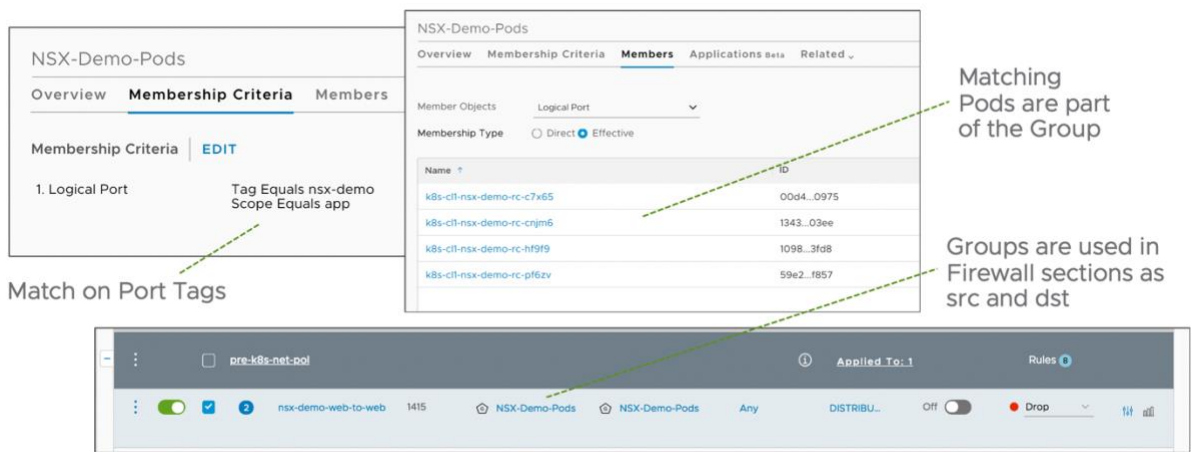 NSX-Demo-Pods
Overview Membership Criteria Members
Membership Criteria EDIT
1. Logical Port Tag Equals nsx-demo
Scope Equals app
Match on Port Tags
NSX-Demo-Pods
Overview Membership Criteria Members Applications Beta Related
Member Objects Logical Port
Membership Type Direct Effective
Name ID
k8s-cl1-nsx-demo-rc-c7x65 00d4...0975
k8s-cl1-nsx-demo-rc-cnjm6 1343...03ee
k8s-cl1-nsx-demo-rc-hf9f9 1098...3fd8
k8s-cl1-nsx-demo-rc-pf6zv 59e2...f857
Matching
Pods are part
of the Group
Groups are used in
Firewall sections as
src and dst
pre-k8s-net-pol Applied To: 1 Rules 8
2 nsx-demo-web-to-web 1415 NSX-Demo-Pods NSX-Demo-Pods Any DISTRIBU... Off Drop